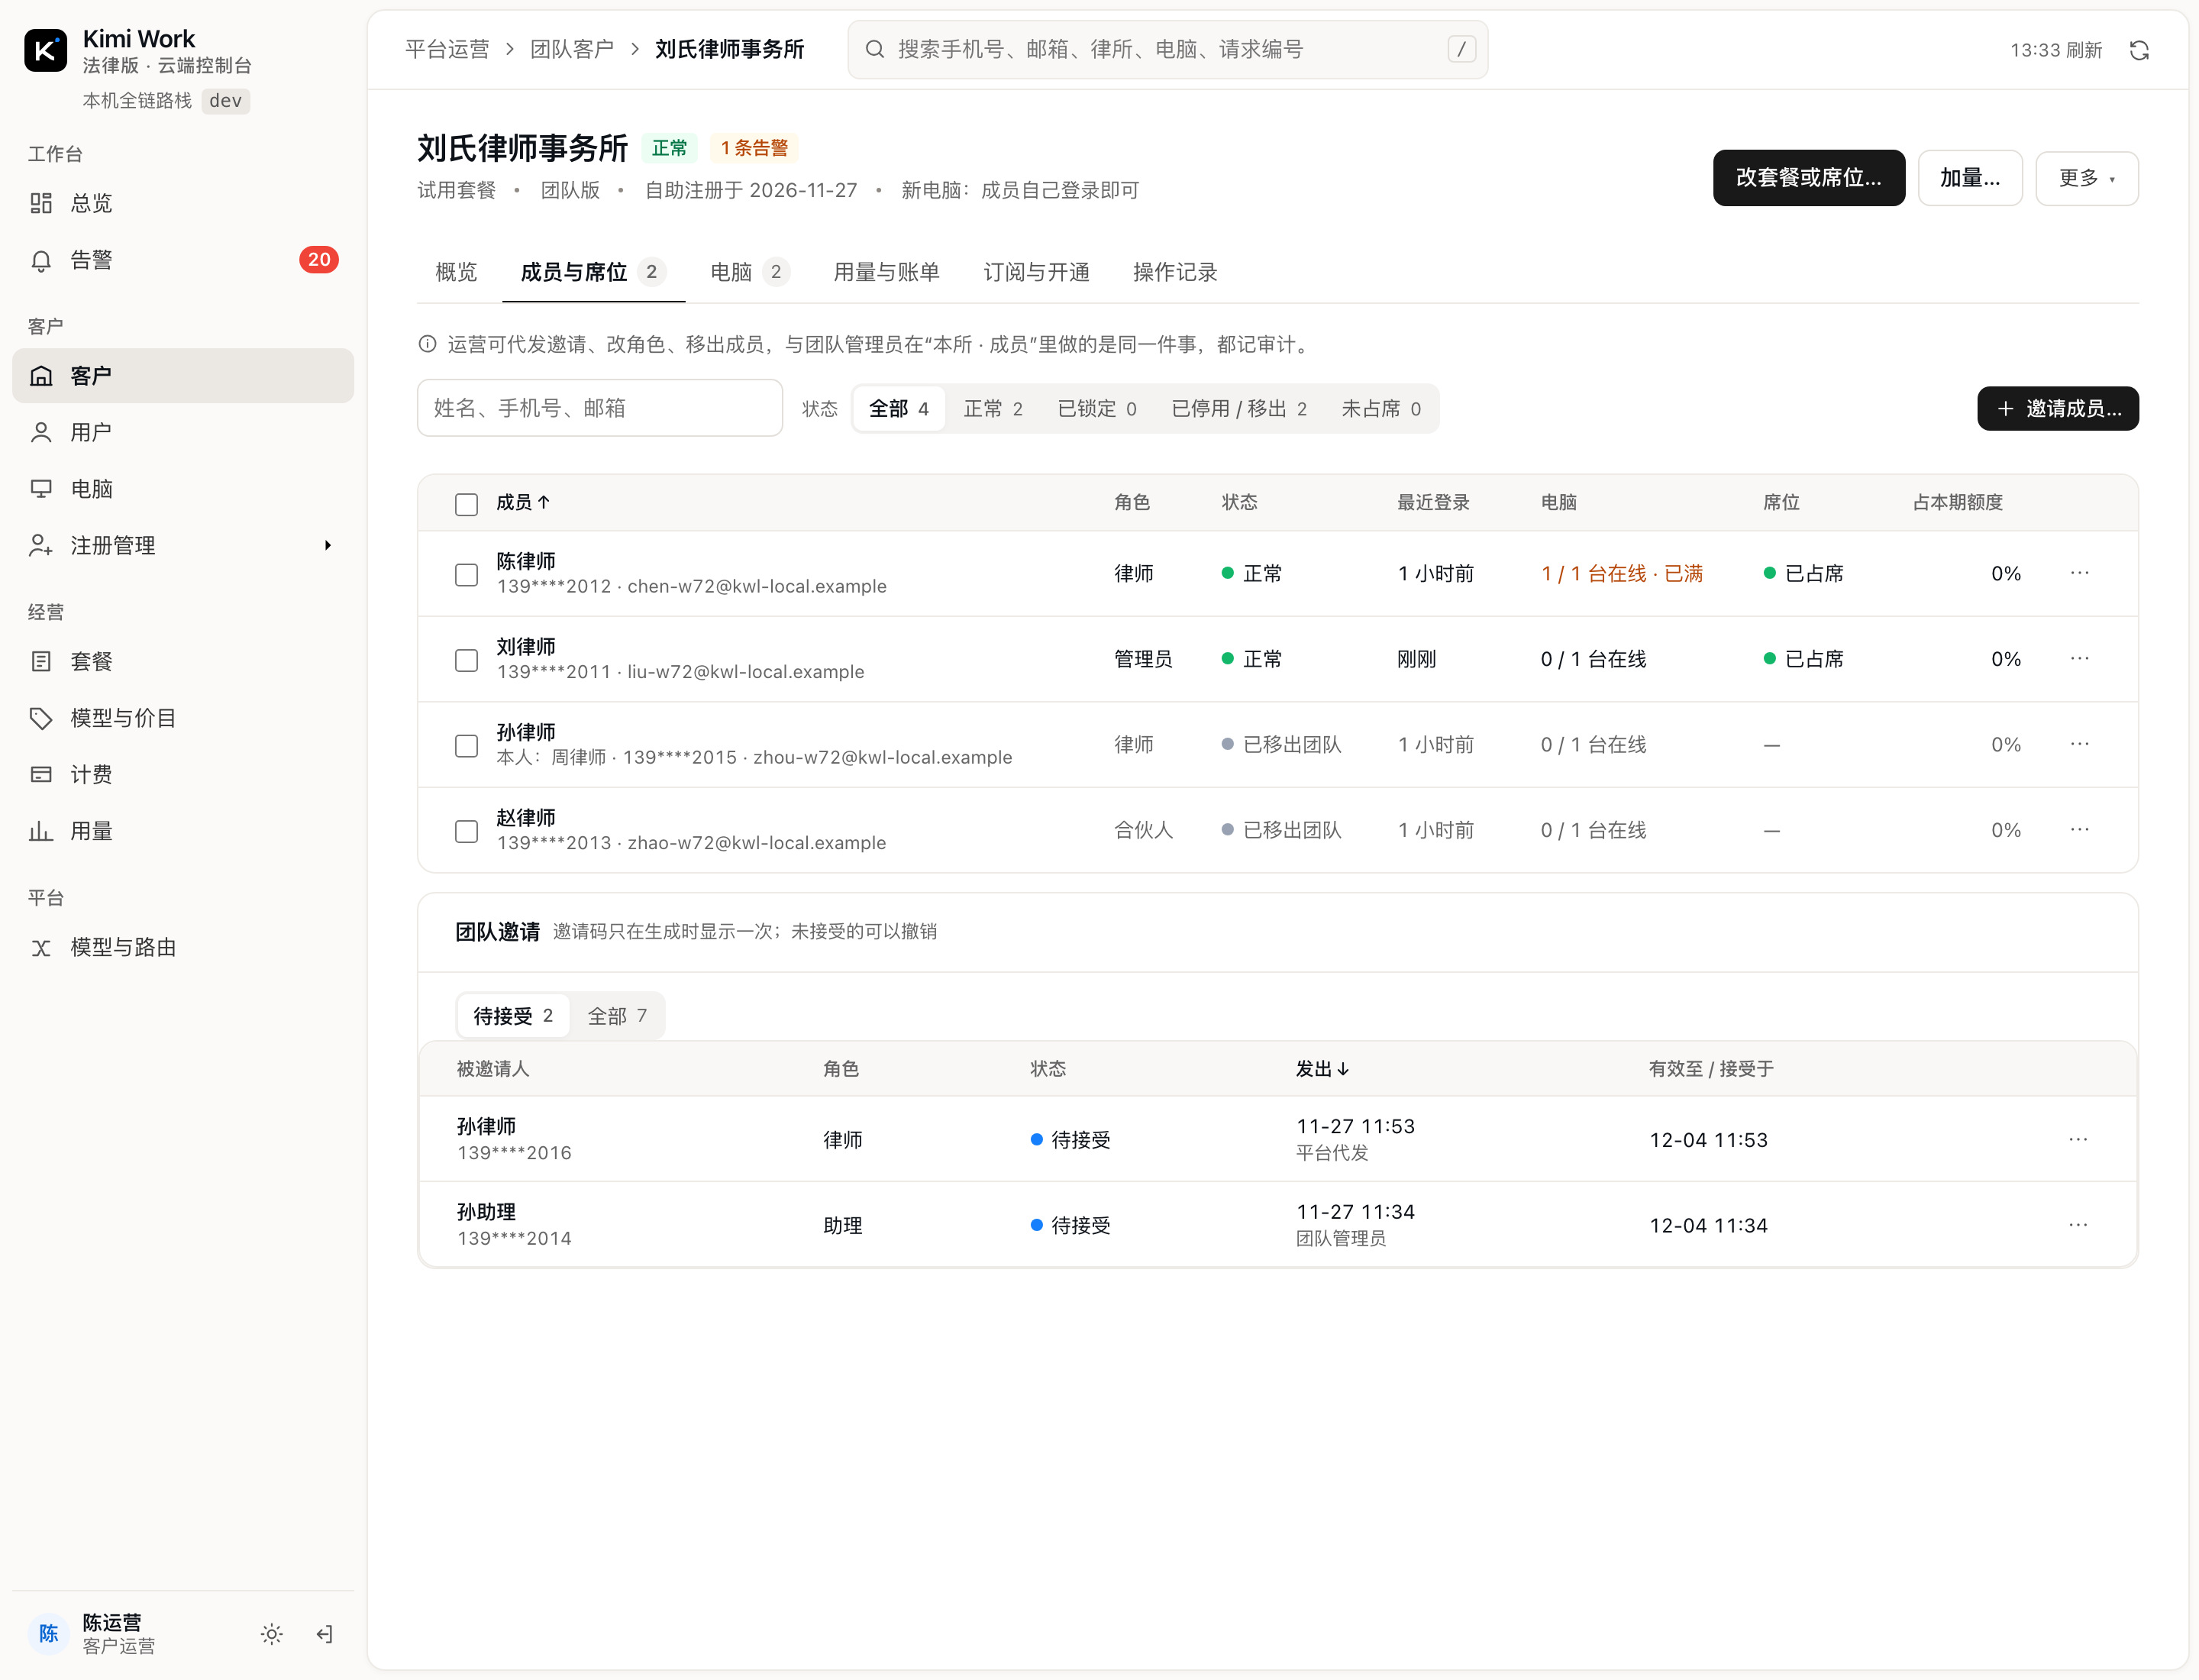 Kimi Work
法律版 · 云端控制台
本机全链路栈 dev
工作台
总览
告警 20
客户
客户
用户
电脑
注册管理
经营
套餐
模型与价目
计费
用量
平台
模型与路由
陈
陈运营
客户运营
平台运营 › 团队客户 › 刘氏律师事务所
搜索手机号、邮箱、律所、电脑、请求编号 /
13:33 刷新
刘氏律师事务所 正常 1 条告警
试用套餐 • 团队版 • 自助注册于 2026-11-27 • 新电脑：成员自己登录即可
改套餐或席位... 加量... 更多
概览 成员与席位 2 电脑 2 用量与账单 订阅与开通 操作记录
运营可代发邀请、改角色、移出成员，与团队管理员在“本所 · 成员”里做的是同一件事，都记审计。
姓名、手机号、邮箱 状态 全部 4 正常 2 已锁定 0 已停用 / 移出 2 未占席 0
+ 邀请成员...
成员 ↑ 角色 状态 最近登录 电脑 席位 占本期额度
陈律师
139****2012 · chen-w72@kwl-local.example
律师 正常 1 小时前 1 / 1 台在线 · 已满 已占席 0% ···
刘律师
139****2011 · liu-w72@kwl-local.example
管理员 正常 刚刚 0 / 1 台在线 已占席 0% ···
孙律师
本人：周律师 · 139****2015 · zhou-w72@kwl-local.example
律师 已移出团队 1 小时前 0 / 1 台在线 — 0% ···
赵律师
139****2013 · zhao-w72@kwl-local.example
合伙人 已移出团队 1 小时前 0 / 1 台在线 — 0% ···
团队邀请 邀请码只在生成时显示一次；未接受的可以撤销
待接受 2 全部 7
被邀请人 角色 状态 发出 ↓ 有效至 / 接受于
孙律师
139****2016
律师 待接受
11-27 11:53
平台代发
12-04 11:53 ···
孙助理
139****2014
助理 待接受
11-27 11:34
团队管理员
12-04 11:34 ···